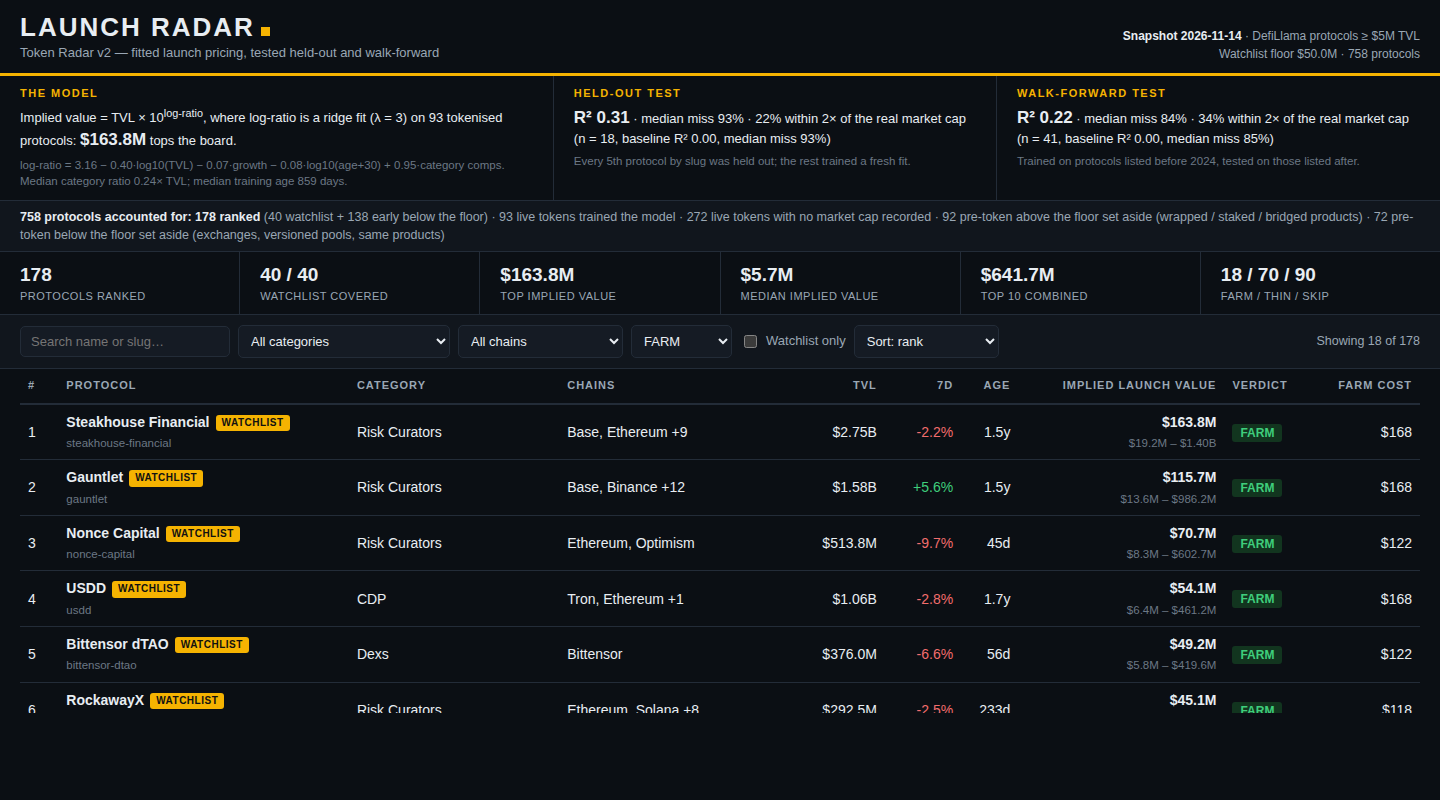 LAUNCH RADAR
Token Radar v2 — fitted launch pricing, tested held-out and walk-forward
Snapshot 2026-11-14 · DefiLlama protocols ≥ $5M TVL
Watchlist floor $50.0M · 758 protocols
THE MODEL
Implied value = TVL × 10^log-ratio, where log-ratio is a ridge fit (λ = 3) on 93 tokenised
protocols: $163.8M tops the board.
log-ratio = 3.16 − 0.40·log10(TVL) − 0.07·growth − 0.08·log10(age+30) + 0.95·category comps.
Median category ratio 0.24× TVL; median training age 859 days.
HELD-OUT TEST
R² 0.31 · median miss 93% · 22% within 2× of the real market cap
(n = 18, baseline R² 0.00, median miss 93%)
Every 5th protocol by slug was held out; the rest trained a fresh fit.
WALK-FORWARD TEST
R² 0.22 · median miss 84% · 34% within 2× of the real market cap
(n = 41, baseline R² 0.00, median miss 85%)
Trained on protocols listed before 2024, tested on those listed after.
758 protocols accounted for: 178 ranked (40 watchlist + 138 early below the floor) · 93 live tokens trained the model · 272 live tokens with no market cap recorded · 92 pre-token above the floor set aside (wrapped / staked / bridged products) · 72 pre-
token below the floor set aside (exchanges, versioned pools, same products)
178
PROTOCOLS RANKED
40 / 40
WATCHLIST COVERED
$163.8M
TOP IMPLIED VALUE
$5.7M
MEDIAN IMPLIED VALUE
$641.7M
TOP 10 COMBINED
18 / 70 / 90
FARM / THIN / SKIP
Search name or slug… All categories All chains FARM Watchlist only Sort: rank Showing 18 of 178
# PROTOCOL CATEGORY CHAINS TVL 7D AGE IMPLIED LAUNCH VALUE VERDICT FARM COST
1 Steakhouse Financial WATCHLIST Risk Curators Base, Ethereum +9 $2.75B -2.2% 1.5y $163.8M FARM $168
steakhouse-financial $19.2M – $1.40B
2 Gauntlet WATCHLIST Risk Curators Base, Binance +12 $1.58B +5.6% 1.5y $115.7M FARM $168
gauntlet $13.6M – $986.2M
3 Nonce Capital WATCHLIST Risk Curators Ethereum, Optimism $513.8M -9.7% 45d $70.7M FARM $122
nonce-capital $8.3M – $602.7M
4 USDD WATCHLIST CDP Tron, Ethereum +1 $1.06B -2.8% 1.7y $54.1M FARM $168
usdd $6.4M – $461.2M
5 Bittensor dTAO WATCHLIST Dexs Bittensor $376.0M -6.6% 56d $49.2M FARM $122
bittensor-dtao $5.8M – $419.6M
6 RockawayX WATCHLIST Risk Curators Ethereum, Solana +8 $292.5M -2.5% 233d $45.1M FARM $118